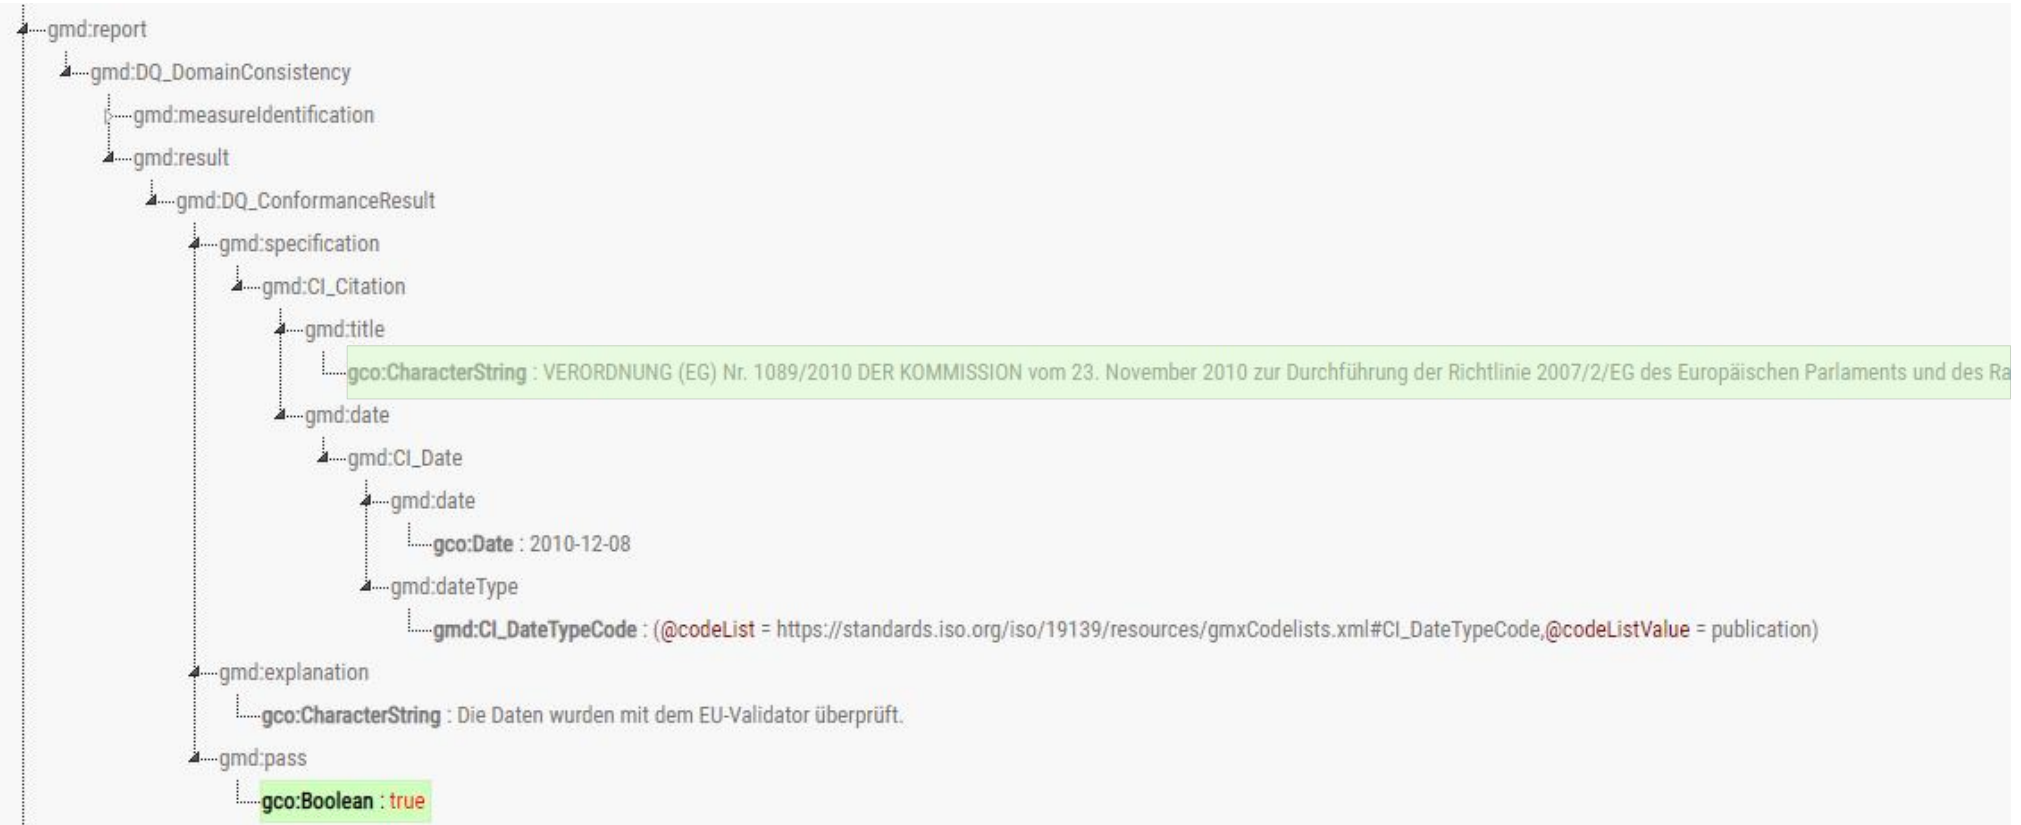 gmd:report
gmd:DQ_DomainConsistency
gmd:measureIdentification
gmd:result
gmd:DQ_ConformanceResult
gmd:specification
gmd:CI_Citation
gmd:title
gco:CharacterString : VERORDNUNG (EG) Nr. 1089/2010 DER KOMMISSION vom 23. November 2010 zur Durchführung der Richtlinie 2007/2/EG des Europäischen Parlaments und des Ra
gmd:date
gmd:CI_Date
gmd:date
gco:Date : 2010-12-08
gmd:dateType
gmd:CI_DateTypeCode : (@codeList = https://standards.iso.org/iso/19139/resources/gmxCodelists.xml#CI_DateTypeCode,@codeListValue = publication)
gmd:explanation
gco:CharacterString : Die Daten wurden mit dem EU-Validator überprüft.
gmd:pass
gco:Boolean : true